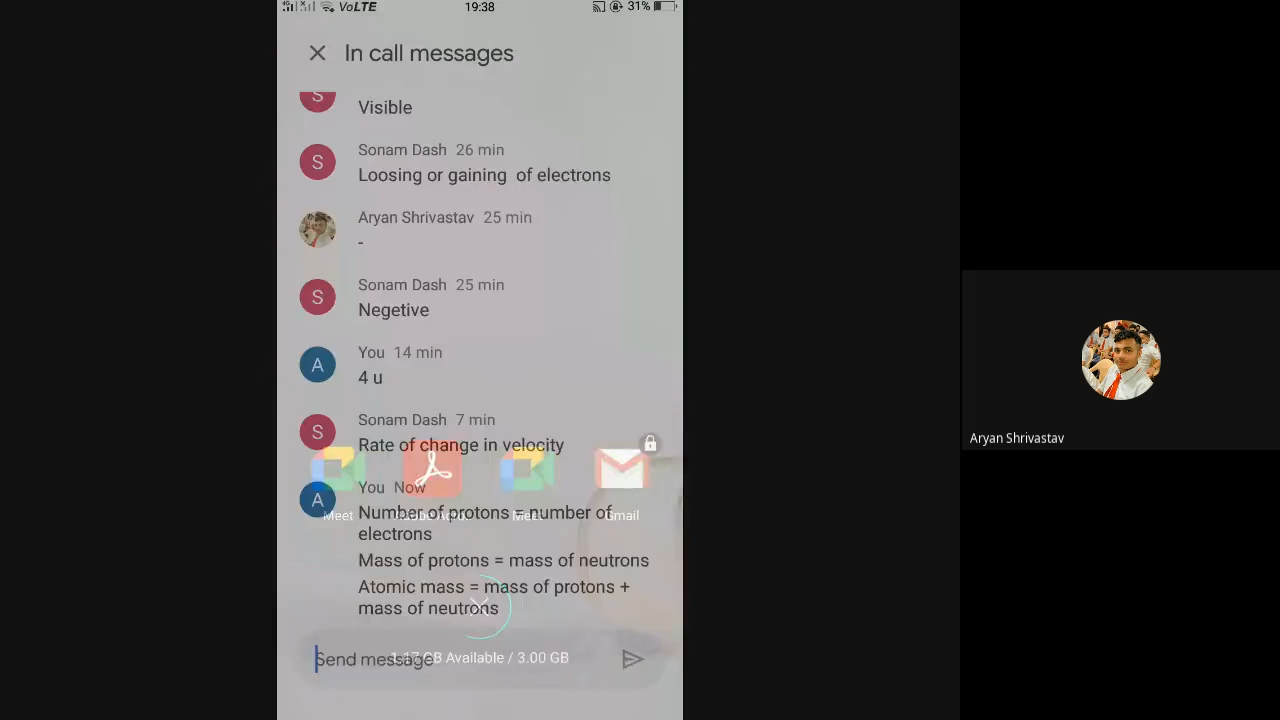 4G VoLTE 19:38 31%
In call messages
S Visible
Sonam Dash 26 min
S Loosing or gaining of electrons
Aryan Shrivastav 25 min
-
Sonam Dash 25 min
S Negetive
You 14 min
A 4 u
Sonam Dash 7 min
S Rate of change in velocity
You Now
A Number of protons = number of
electrons
Mass of protons = mass of neutrons
Atomic mass = mass of protons +
mass of neutrons
Meet Meet Gmail
Send message
GB Available / 3.00 GB
Aryan Shrivastav